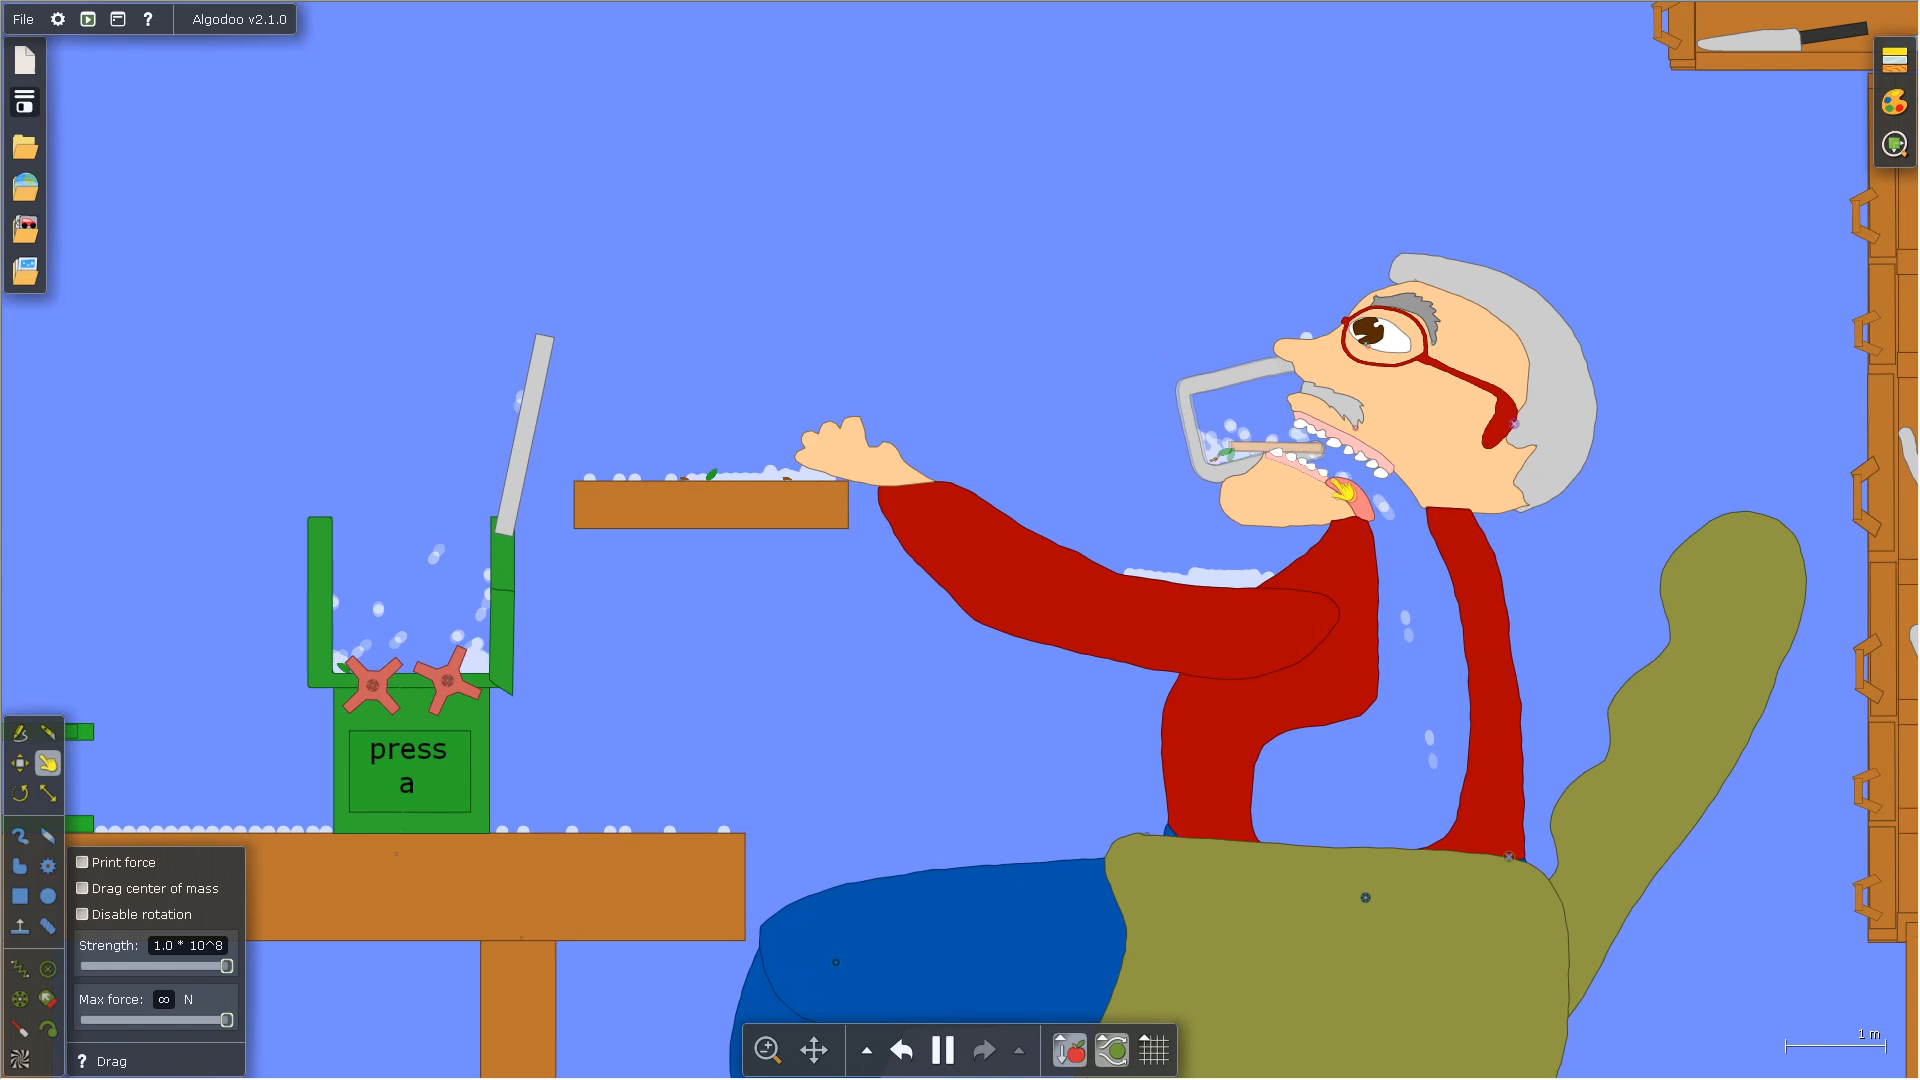 File
?
Algodoo v2.1.0
press
a
Print force
Drag center of mass
Disable rotation
Strength: 1.0 * 10^8
Max force: ∞ N
? Drag
1 m